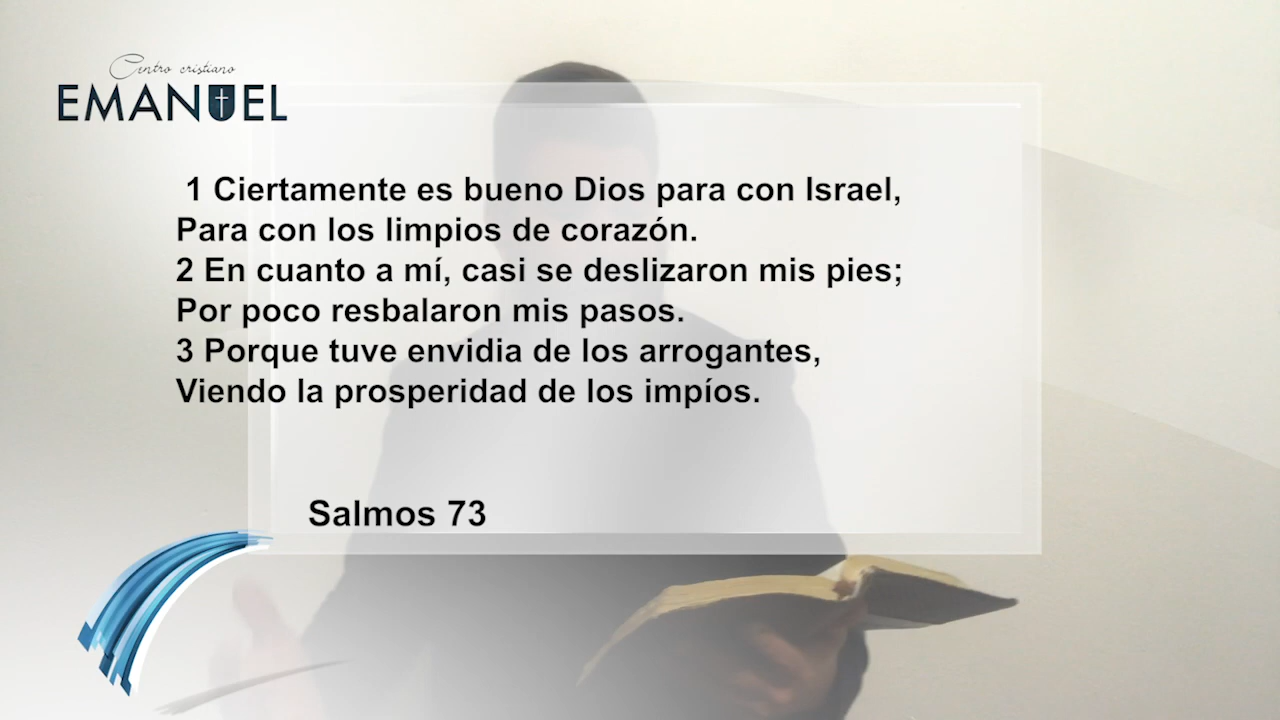 Centro cristiano
EMANUEL
1 Ciertamente es bueno Dios para con Israel,
Para con los limpios de corazón.
2 En cuanto a mí, casi se deslizaron mis pies;
Por poco resbalaron mis pasos.
3 Porque tuve envidia de los arrogantes,
Viendo la prosperidad de los impíos.
Salmos 73